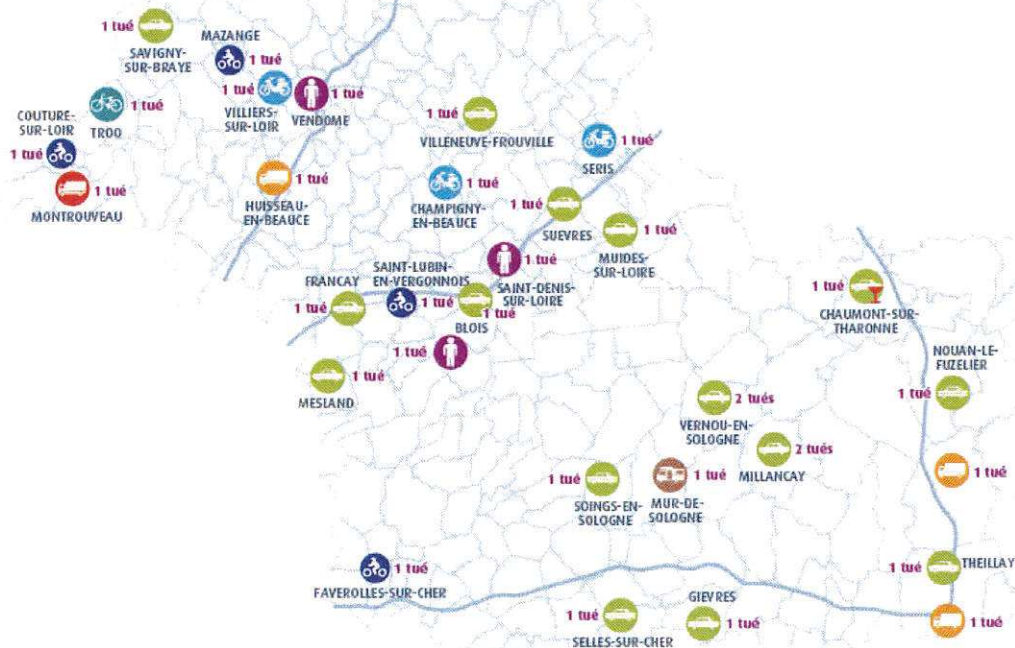 1 tué
SAVIGNY-
SUR-BRAYE
MAZANGE
1 tué
1 tué
VILLIERS-
SUR-LOIR
1 tué
VENDOME
COUTURE-
SUR-LOIR
1 tué
TROO
1 tué
1 tué
MONTROUVEAU
1 tué
HUISSEAU-
EN-BEAUCE
1 tué
VILLENEUVE-FROUVILLE
1 tué
SERIS
1 tué
CHAMPIGNY-
EN-BEAUCE
1 tué
SUEVRES
1 tué
MUIDES-
SUR-LOIRE
1 tué
SAINT-DENIS-
SUR-LOIRE
SAINT-LUBIN-
EN-VERGONNOIS
1 tué
FRANCAY
1 tué
1 tué
BLOIS
1 tué
1 tué
MESLAND
1 tué
CHAUMONT-SUR-
THARONNE
NOUAN-LE-
FUZELIER
1 tué
2 tués
VERNOU-EN-
SOLOGNE
2 tués
MILLANCAY
1 tué
1 tué
SOINGS-EN-
SOLOGNE
1 tué
MUR-DE-
SOLOGNE
1 tué
THEILLAY
1 tué
FAVEROLLES-SUR-CHER
1 tué
SELLES-SUR-CHER
GIEVRES
1 tué
1 tué